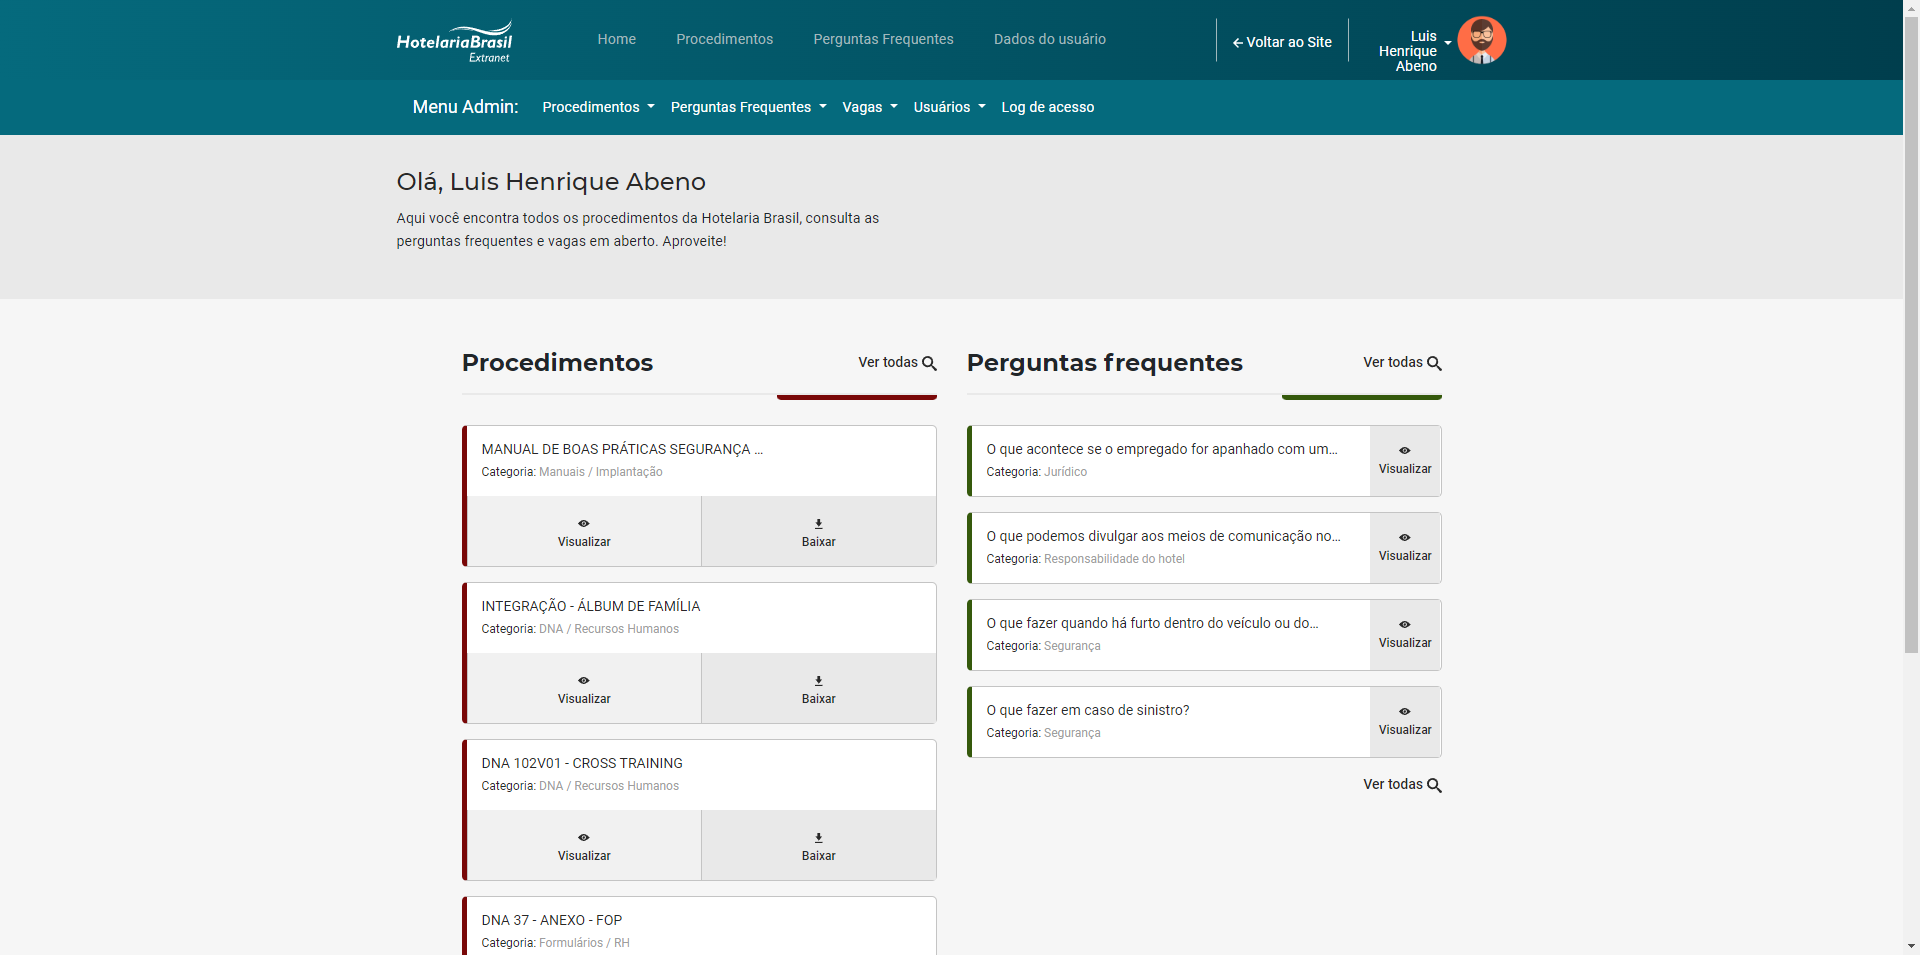 HotelariaBrasil
Extranet
Home
Procedimentos
Perguntas Frequentes
Dados do usuário
Voltar ao Site
Luis
Henrique
Abeno
Menu Admin:
Procedimentos
Perguntas Frequentes
Vagas
Usuários
Log de acesso
Olá, Luis Henrique Abeno
Aqui você encontra todos os procedimentos da Hotelaria Brasil, consulta as
perguntas frequentes e vagas em aberto. Aproveite!
Procedimentos
Ver todas
MANUAL DE BOAS PRÁTICAS SEGURANÇA ...
Categoria: Manuais / Implantação
Visualizar
Baixar
INTEGRAÇÃO - ÁLBUM DE FAMÍLIA
Categoria: DNA / Recursos Humanos
Visualizar
Baixar
DNA 102V01 - CROSS TRAINING
Categoria: DNA / Recursos Humanos
Visualizar
Baixar
DNA 37 - ANEXO - FOP
Categoria: Formulários / RH
Perguntas frequentes
Ver todas
O que acontece se o empregado for apanhado com um...
Categoria: Jurídico
Visualizar
O que podemos divulgar aos meios de comunicação no...
Categoria: Responsabilidade do hotel
Visualizar
O que fazer quando há furto dentro do veículo ou do...
Categoria: Segurança
Visualizar
O que fazer em caso de sinistro?
Categoria: Segurança
Visualizar
Ver todas